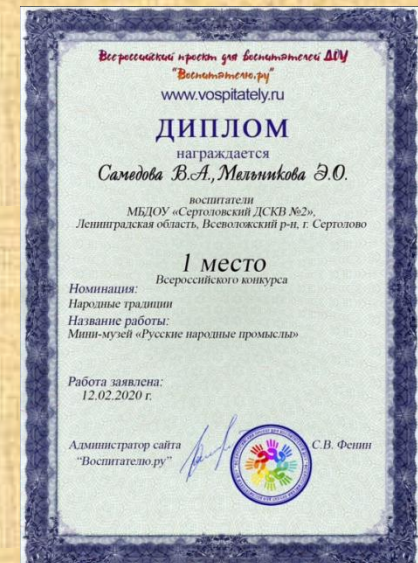 Всероссийский проект для воспитателей ДОУ
"Воспитателю.ру"
www.vospitately.ru
ДИПЛОМ
награждается
Самедова В.А., Мельникова Э.О.
воспитатели
МБДОУ «Сертоловский ДСКВ №2»,
Ленинградская область, Всеволожский р-н, г. Сертолово
1 место
Всероссийского конкурса
Номинация:
Народные традиции
Название работы:
Мини-музей «Русские народные промыслы»
Работа заявлена:
12.02.2020 г.
Администратор сайта
"Воспитателю.ру"
С.В. Фенин